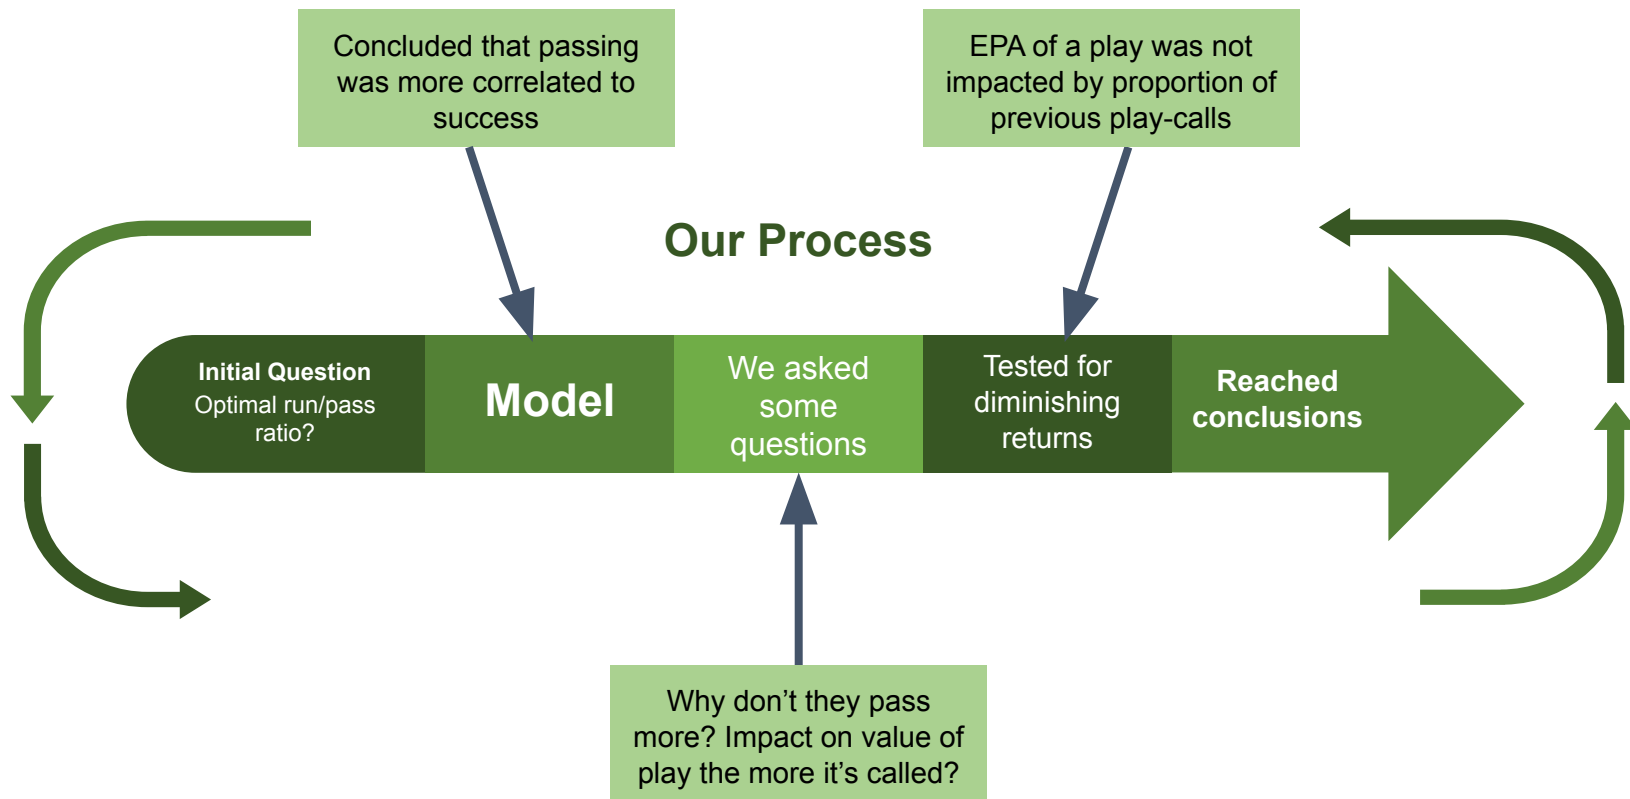 Concluded that passing
was more correlated to
success
EPA of a play was not
impacted by proportion of
previous play-calls
Our Process
Initial Question
Optimal run/pass
ratio?
Model
We asked
some
questions
Tested for
diminishing
returns
Reached
conclusions
Why don’t they pass
more? Impact on value of
play the more it’s called?